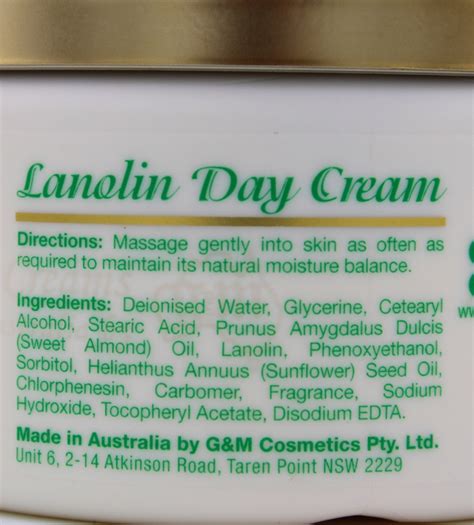 Lanolin Day Cream
Directions: Massage gently into skin as often as
required to maintain its natural moisture balance.
Ingredients: Deionised Water, Glycerine, Cetearyl
Alcohol, Stearic Acid, Prunus Amygdalus Dulcis
(Sweet Almond) Oil, Lanolin, Phenoxyethanol,
Sorbitol, Helianthus Annuus (Sunflower) Seed Oil,
Chlorphenesin, Carbomer, Fragrance, Sodium
Hydroxide, Tocopheryl Acetate, Disodium EDTA.
Made in Australia by G&M Cosmetics Pty. Ltd.
Unit 6, 2-14 Atkinson Road, Taren Point NSW 2229